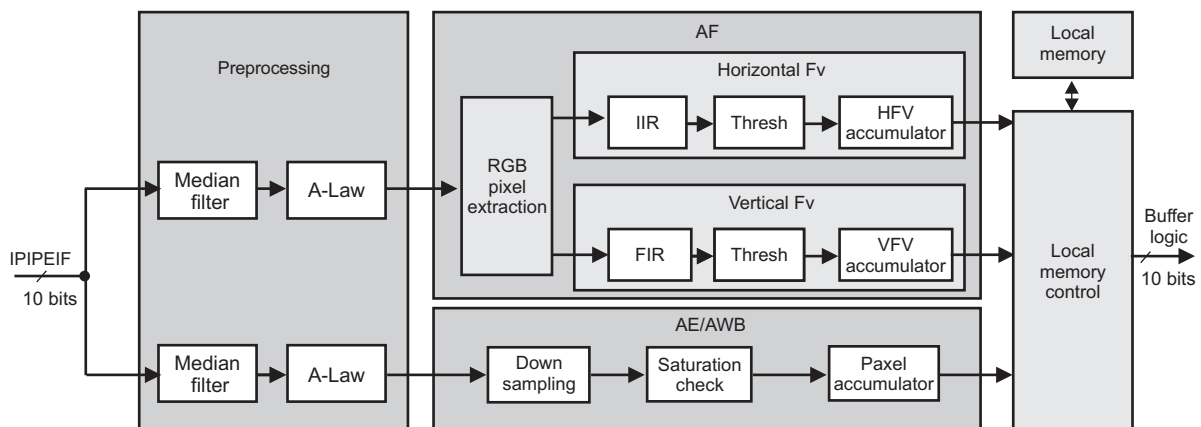 Preprocessing
AF
Local
memory
Horizontal Fv
IIR
Thresh
HFV
accumulator
RGB
pixel
extraction
Median
filter
A-Law
Vertical Fv
FIR
Thresh
VFV
accumulator
IPIPEIF
10 bits
Local
memory
control
Buffer
logic
10 bits
AE/AWB
Median
filter
A-Law
Down
sampling
Saturation
check
Paxel
accumulator